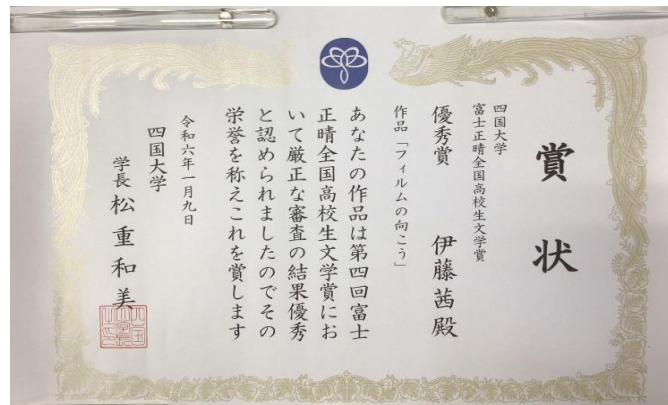 賞状
四国大学
富士正晴全国高校生文学賞
優秀賞 伊藤茜殿
作品「フィルムの向こう」
あなたの作品は第四回富士
正晴全国高校生文学賞にお
いて厳正な審査の結果優秀
と認められましたのでその
栄誉を称えこれを賞します
令和六年一月九日
四国大学
学長 松重和美